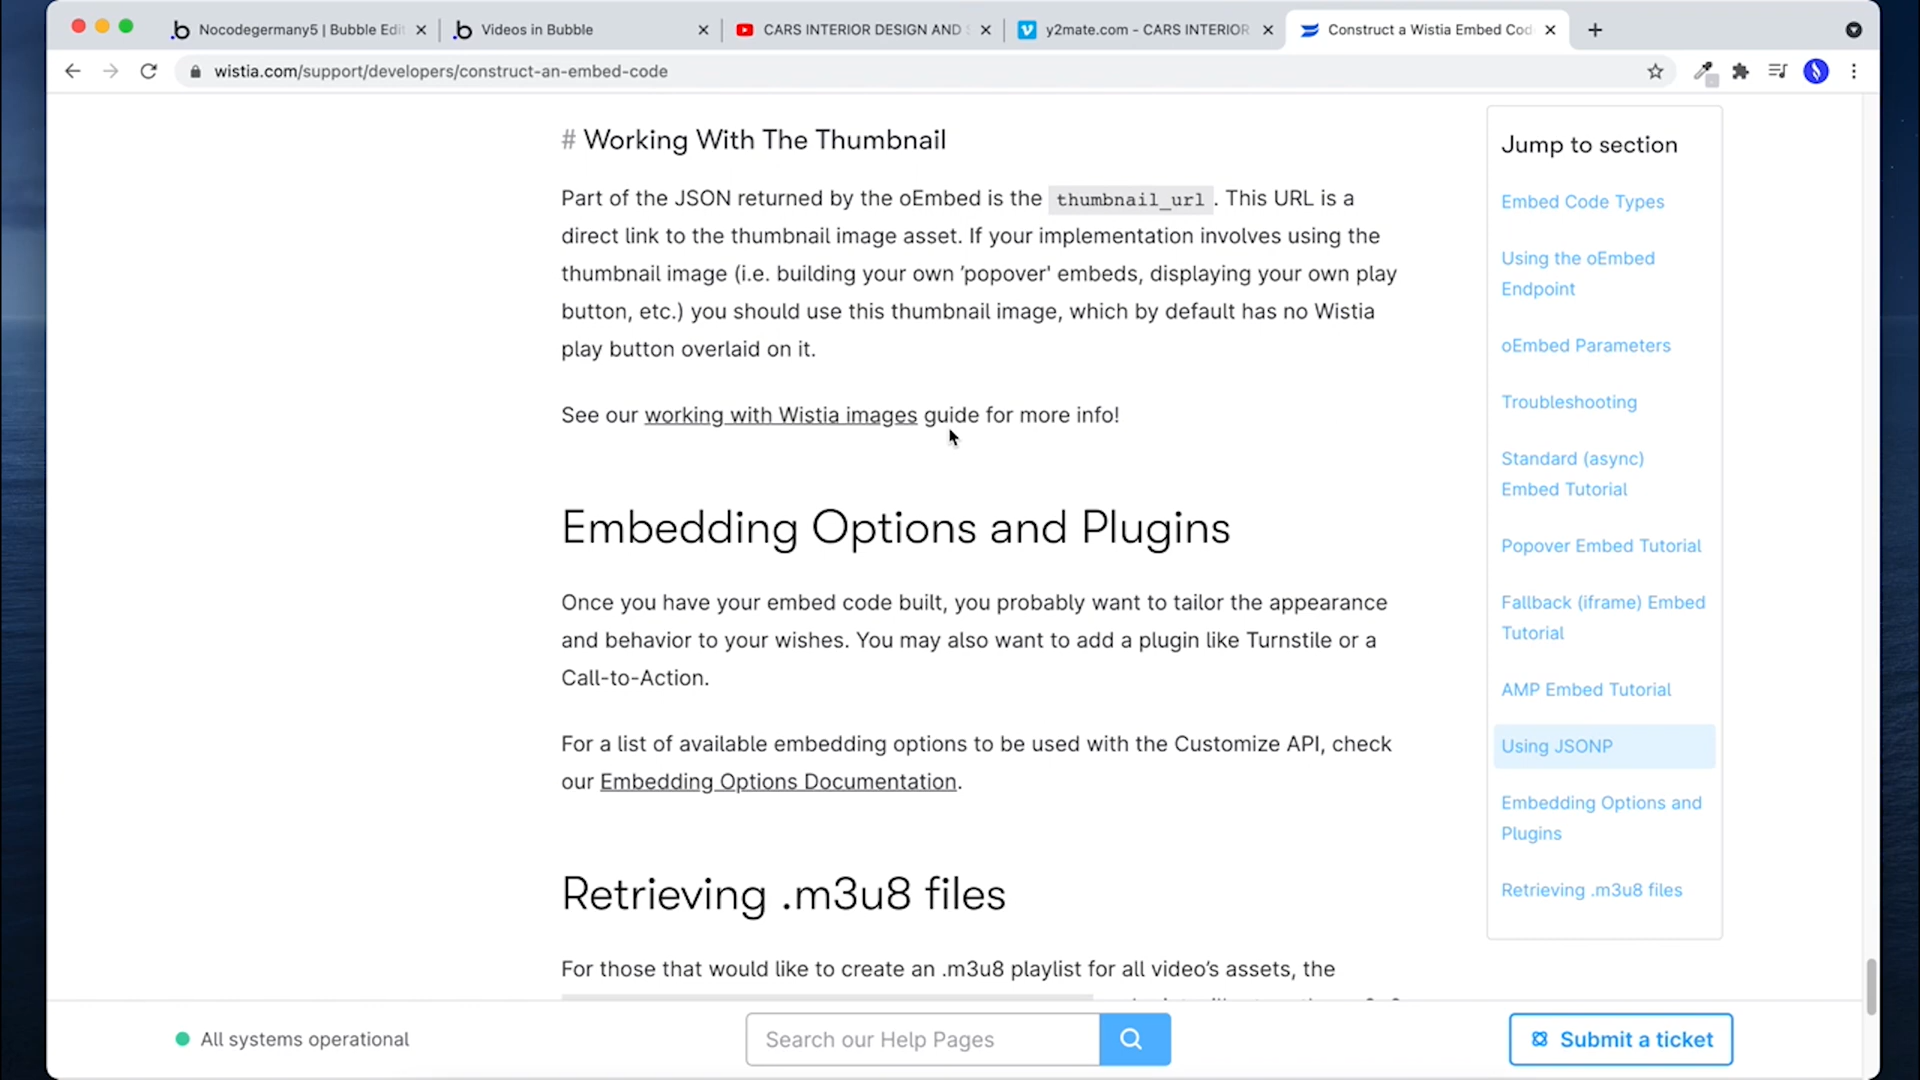 Nocodegermany5 | Bubble Edi
Videos in Bubble
CARS INTERIOR DESIGN AND
y2mate.com - CARS INTERIOR
Construct a Wistia Embed Cod
wistia.com/support/developers/construct-an-embed-code
# Working With The Thumbnail
Part of the JSON returned by the oEmbed is the thumbnail_url. This URL is a
direct link to the thumbnail image asset. If your implementation involves using the
thumbnail image (i.e. building your own 'popover' embeds, displaying your own play
button, etc.) you should use this thumbnail image, which by default has no Wistia
play button overlaid on it.
See our working with Wistia images guide for more info!
Embedding Options and Plugins
Once you have your embed code built, you probably want to tailor the appearance
and behavior to your wishes. You may also want to add a plugin like Turnstile or a
Call-to-Action.
For a list of available embedding options to be used with the Customize API, check
our Embedding Options Documentation.
Retrieving .m3u8 files
For those that would like to create an .m3u8 playlist for all video's assets, the
Jump to section
Embed Code Types
Using the oEmbed
Endpoint
oEmbed Parameters
Troubleshooting
Standard (async)
Embed Tutorial
Popover Embed Tutorial
Fallback (iframe) Embed
Tutorial
AMP Embed Tutorial
Using JSONP
Embedding Options and
Plugins
Retrieving .m3u8 files
All systems operational
Search our Help Pages
Submit a ticket